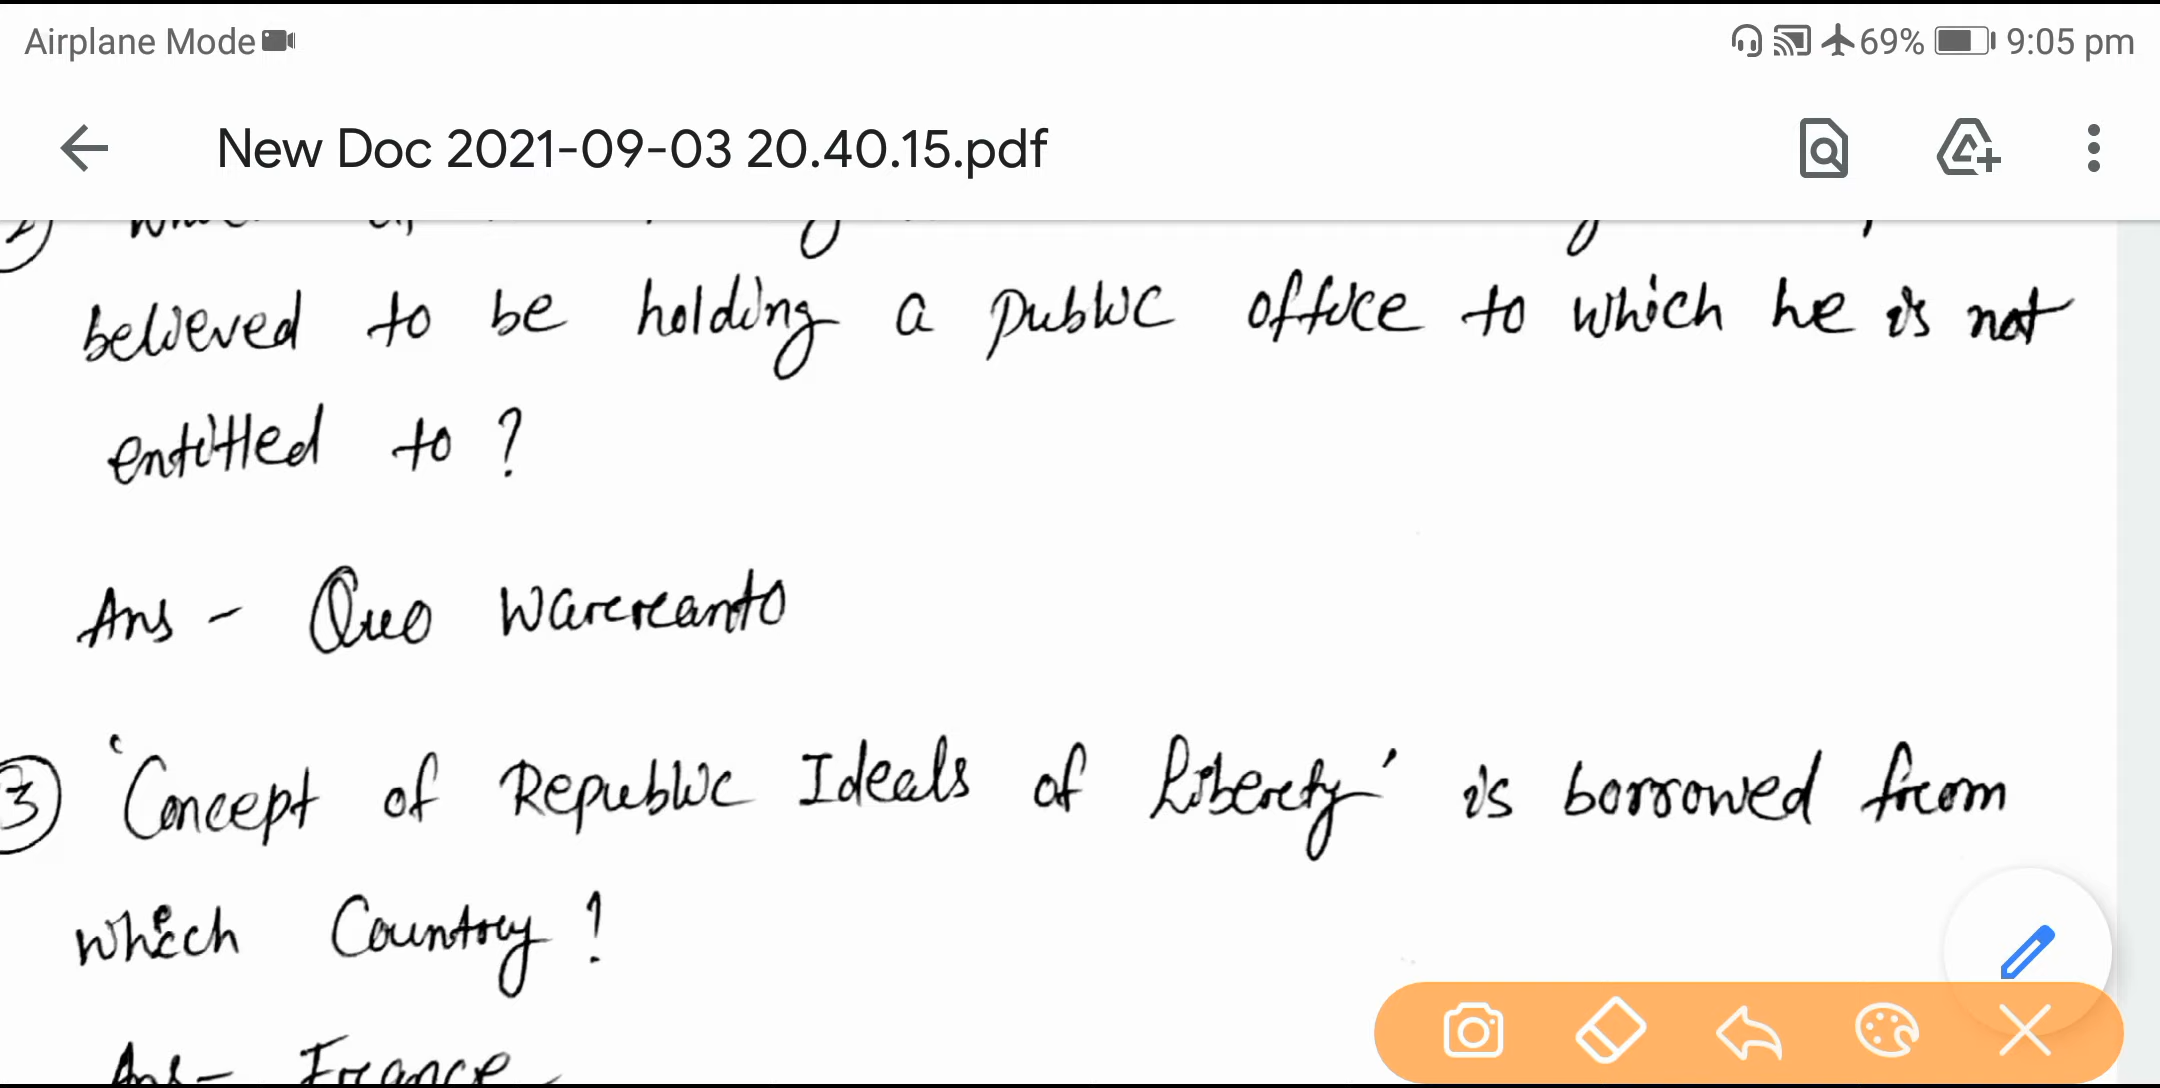 Airplane Mode 69% 9:05 pm
New Doc 2021-09-03 20.40.15.pdf
believed to be holding a public office to which he is not
entitled to ?
Ans - Quo Warranto
3 'Concept of Republic Ideals of Liberty' is borrowed from
which Country ?
Ans - France